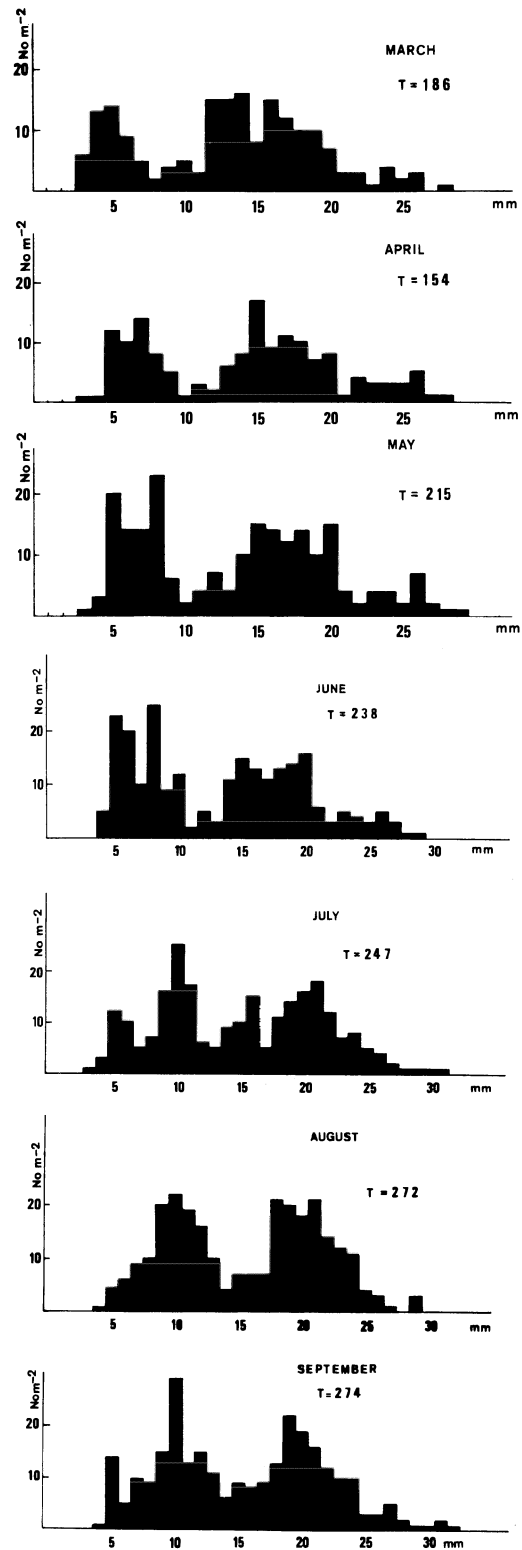 No m-2
MARCH
20
T = 186
10
5 10 15 20 25 mm
No m-2
APRIL
T = 154
20
10
5 10 15 20 25 mm
MAY
No m-2
T = 215
20
10
5 10 15 20 25 mm
No m-2
JUNE
T = 238
20
10
5 10 15 20 25 30 mm
No m-2
JULY
T = 247
20
10
5 10 15 20 25 30 mm
No m-2
AUGUST
T = 272
20
10
5 10 15 20 25 30 mm
No m-2
SEPTEMBER
T = 274
20
10
5 10 15 20 25 30 mm